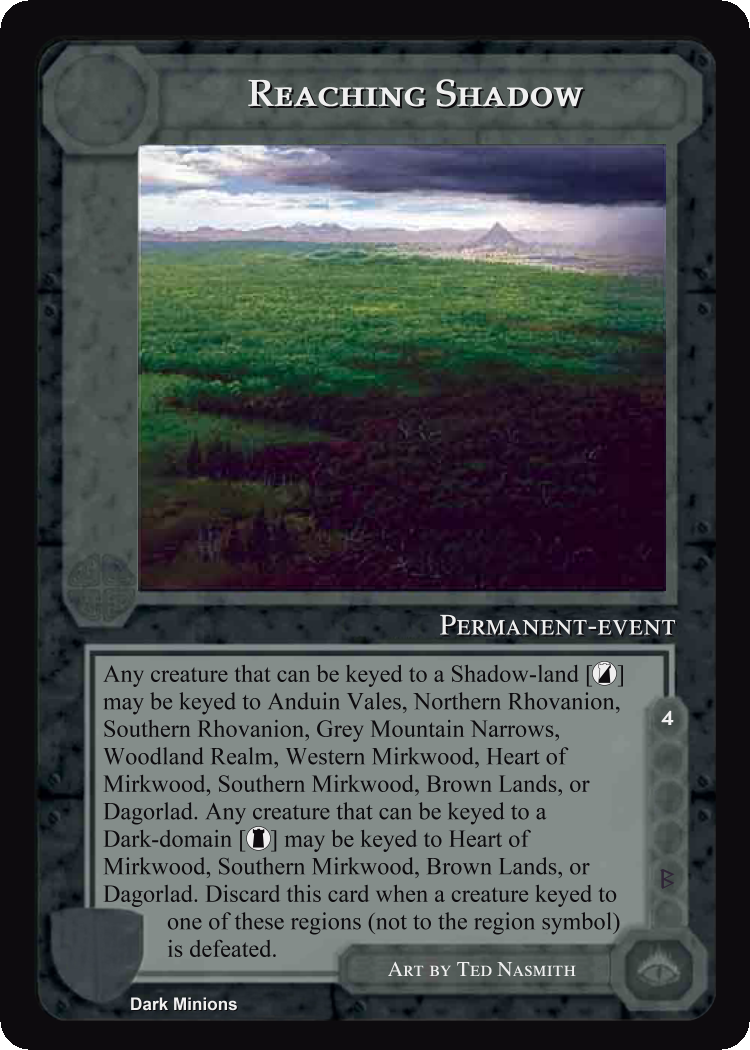 Reaching Shadow
Permanent-event
Any creature that can be keyed to a Shadow-land [ ]
may be keyed to Anduin Vales, Northern Rhovanion,
Southern Rhovanion, Grey Mountain Narrows,
Woodland Realm, Western Mirkwood, Heart of
Mirkwood, Southern Mirkwood, Brown Lands, or
Dagorlad. Any creature that can be keyed to a
Dark-domain [ ] may be keyed to Heart of
Mirkwood, Southern Mirkwood, Brown Lands, or
Dagorlad. Discard this card when a creature keyed to
one of these regions (not to the region symbol)
is defeated.
4
B
Art by Ted Nasmith
Dark Minions